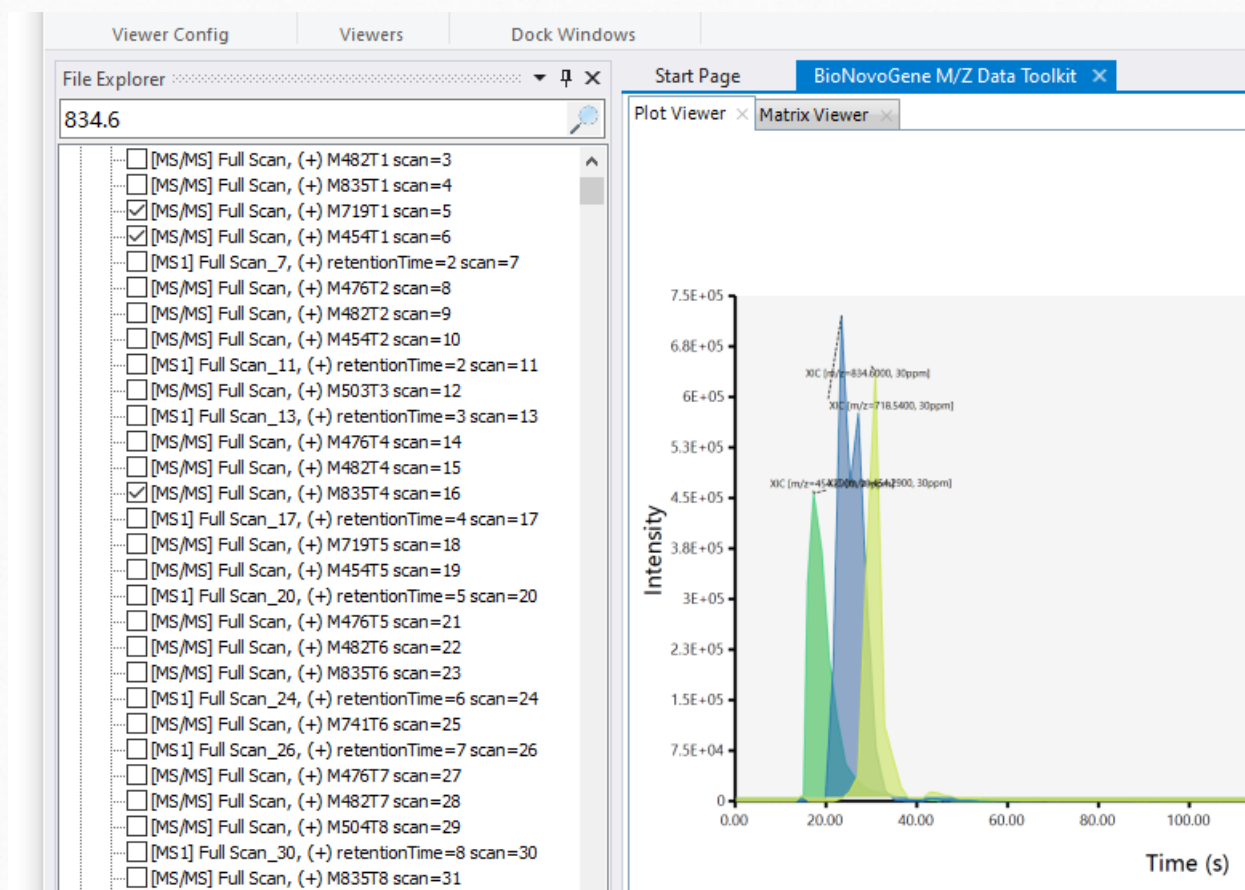 Viewer Config Viewers Dock Windows
File Explorer
834.6
[MS/MS] Full Scan, (+) M482T1 scan=3
[MS/MS] Full Scan, (+) M835T1 scan=4
[MS/MS] Full Scan, (+) M719T1 scan=5
[MS/MS] Full Scan, (+) M454T1 scan=6
[MS1] Full Scan_7, (+) retentionTime=2 scan=7
[MS/MS] Full Scan, (+) M476T2 scan=8
[MS/MS] Full Scan, (+) M482T2 scan=9
[MS/MS] Full Scan, (+) M454T2 scan=10
[MS1] Full Scan_11, (+) retentionTime=2 scan=11
[MS/MS] Full Scan, (+) M503T3 scan=12
[MS1] Full Scan_13, (+) retentionTime=3 scan=13
[MS/MS] Full Scan, (+) M476T4 scan=14
[MS/MS] Full Scan, (+) M482T4 scan=15
[MS/MS] Full Scan, (+) M835T4 scan=16
[MS1] Full Scan_17, (+) retentionTime=4 scan=17
[MS/MS] Full Scan, (+) M719T5 scan=18
[MS/MS] Full Scan, (+) M454T5 scan=19
[MS1] Full Scan_20, (+) retentionTime=5 scan=20
[MS/MS] Full Scan, (+) M476T5 scan=21
[MS/MS] Full Scan, (+) M482T6 scan=22
[MS/MS] Full Scan, (+) M835T6 scan=23
[MS1] Full Scan_24, (+) retentionTime=6 scan=24
[MS/MS] Full Scan, (+) M741T6 scan=25
[MS1] Full Scan_26, (+) retentionTime=7 scan=26
[MS/MS] Full Scan, (+) M476T7 scan=27
[MS/MS] Full Scan, (+) M482T7 scan=28
[MS/MS] Full Scan, (+) M504T8 scan=29
[MS1] Full Scan_30, (+) retentionTime=8 scan=30
[MS/MS] Full Scan, (+) M835T8 scan=31
Start Page BioNovoGene M/Z Data Toolkit
Plot Viewer Matrix Viewer
7.5E+05
6.8E+05
XIC [m/z=834.6000, 30ppm]
6E+05
XIC [m/z=718.5400, 30ppm]
5.3E+05
XIC 30ppm]
4.5E+05
3.8E+05
3E+05
2.3E+05
1.5E+05
7.5E+04
0
Intensity
0.00 20.00 40.00 60.00 80.00 100.00
Time (s)